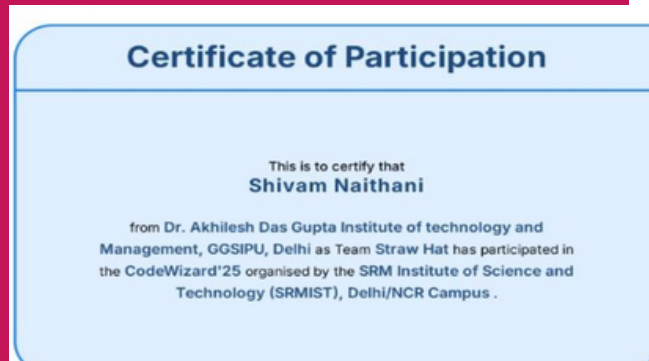 Certificate of Participation
This is to certify that
Shivam Naithani
from Dr. Akhilesh Das Gupta Institute of technology and
Management, GGSIPU, Delhi as Team Straw Hat has participated in
the CodeWizard'25 organised by the SRM Institute of Science and
Technology (SRMIST), Delhi/NCR Campus .